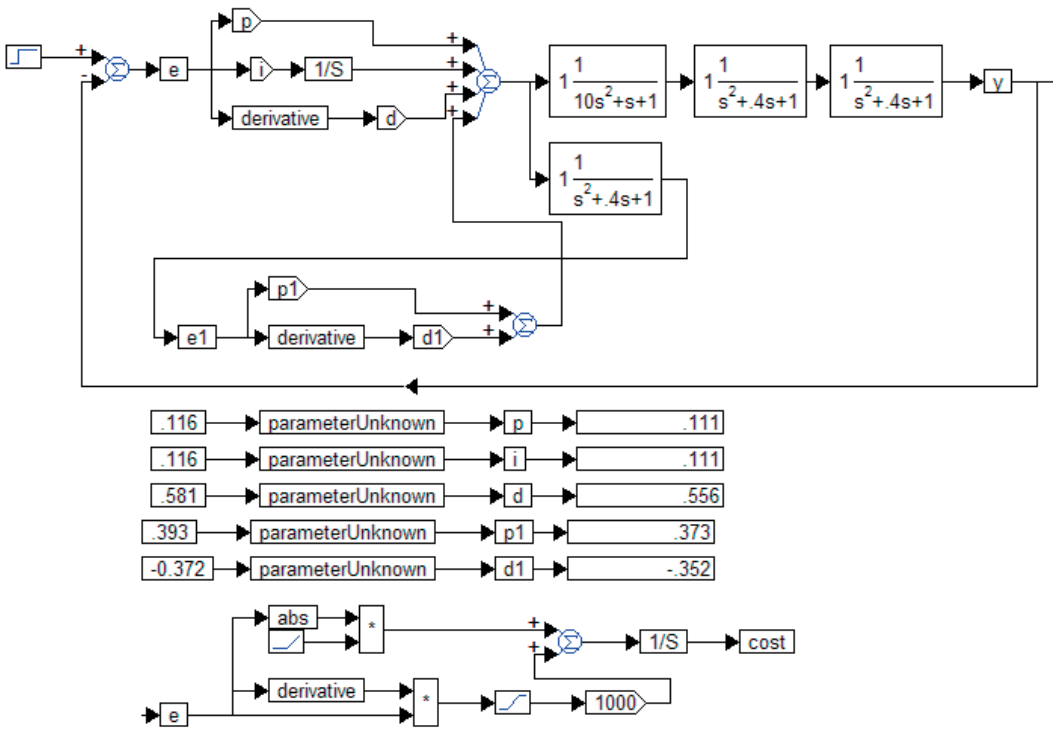 p
+ - Σ e i 1/S + + + + Σ
derivative d
1 1/(10s²+s+1) 1 1/(s²+.4s+1) 1 1/(s²+.4s+1) y
1 1/(s²+.4s+1)
p1
e1 derivative d1 + + Σ
.116 parameterUnknown p .111
.116 parameterUnknown i .111
.581 parameterUnknown d .556
.393 parameterUnknown p1 .373
-0.372 parameterUnknown d1 -.352
abs * + + Σ 1/S cost
derivative * 1000
e